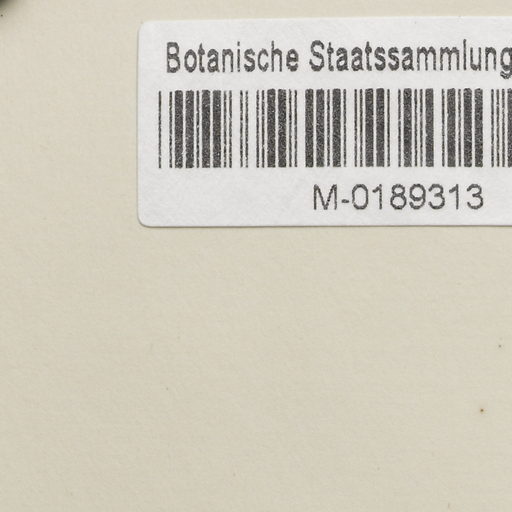 Botanische Staatssammlung
M-0189313